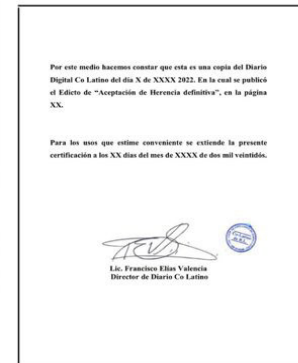 Por este medio hacemos constar que esta es una copia del Diario
Digital Co Latino del día X de XXXX 2022. En la cual se publicó
el Edicto de “Aceptación de Herencia definitiva”, en la página
XX.
Para los usos que estime conveniente se extiende la presente
certificación a los XX días del mes de XXXX de dos mil veintidós.
Lic. Francisco Elías Valencia
Director de Diario Co Latino